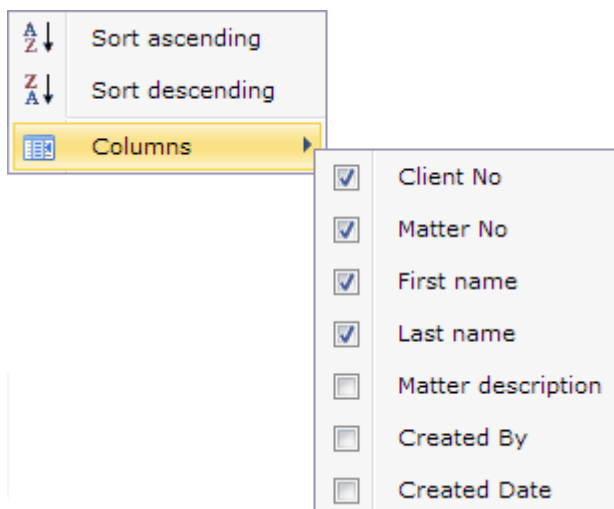 A
Z
Sort ascending
Z
A
Sort descending
Columns
Client No
Matter No
First name
Last name
Matter description
Created By
Created Date